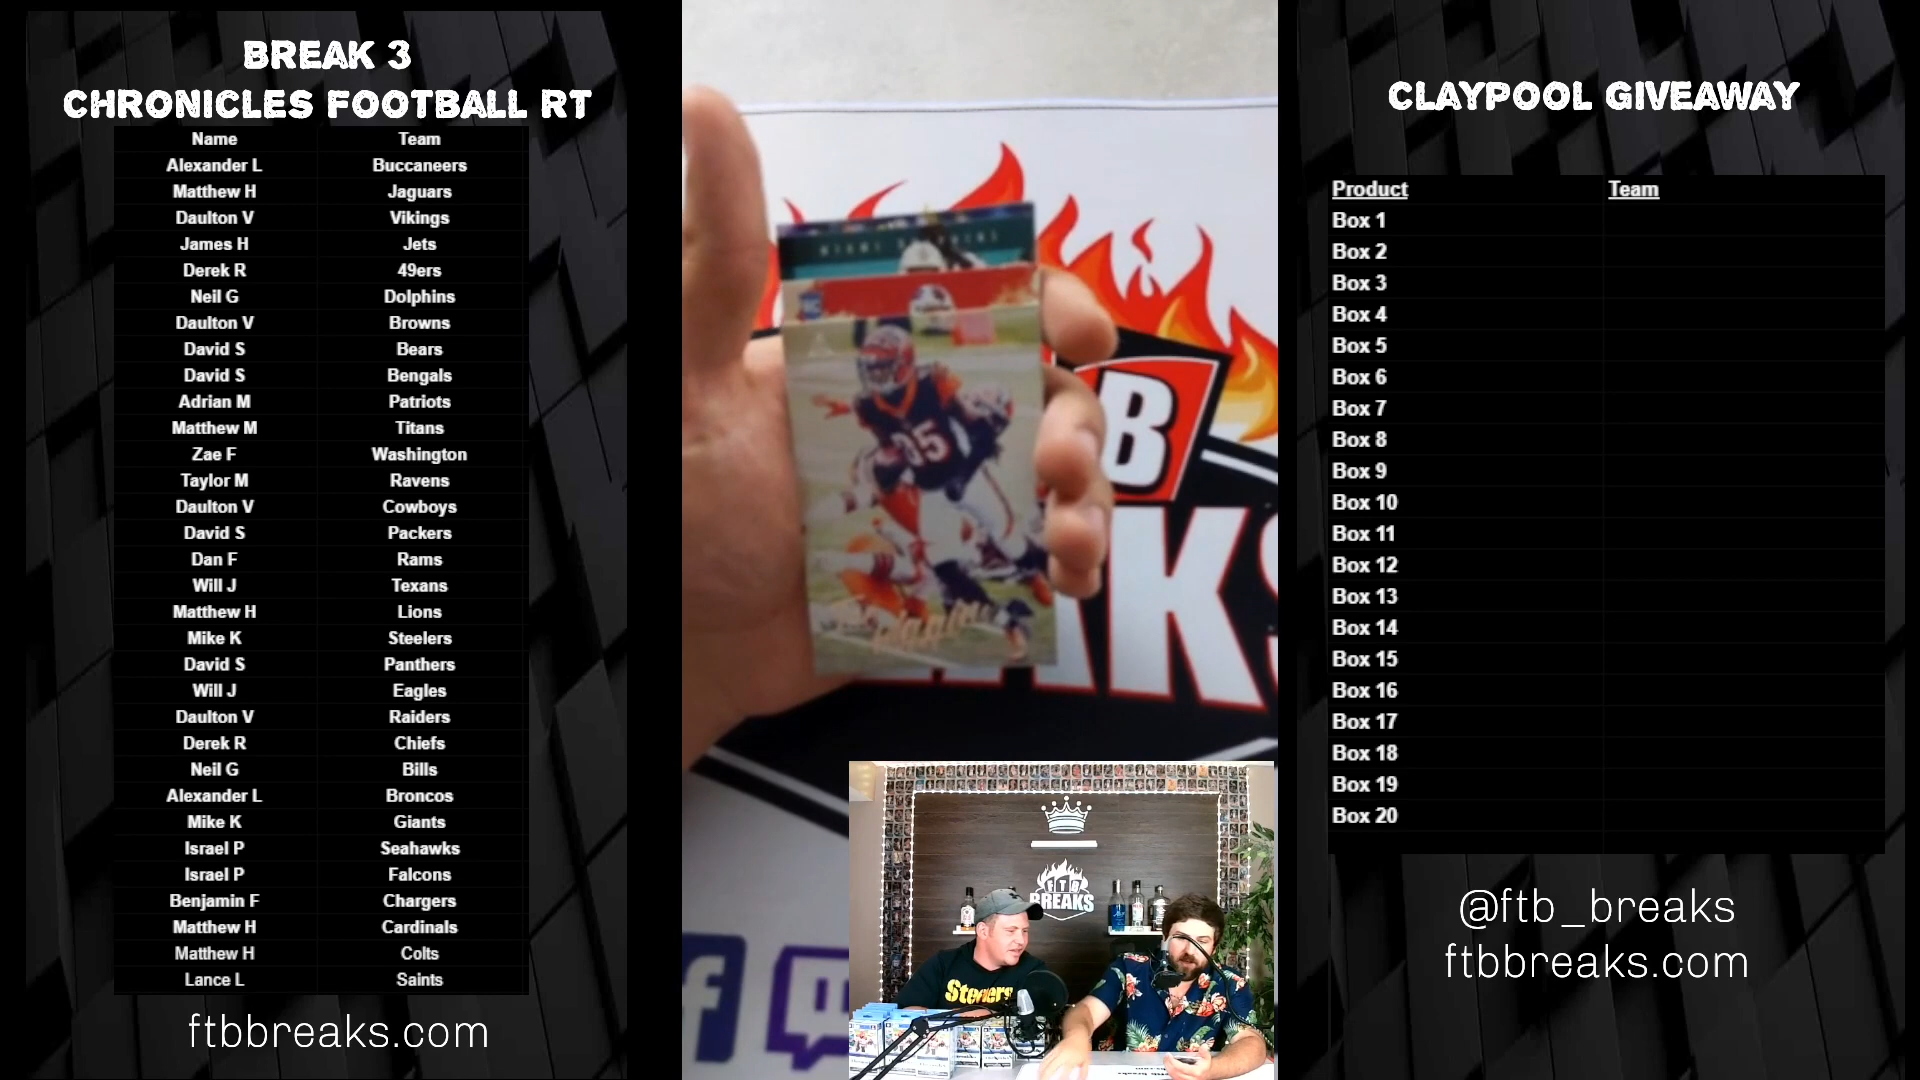 BREAK 3
CHRONICLES FOOTBALL RT
Name Team
Alexander L Buccaneers
Matthew H Jaguars
Daulton V Vikings
James H Jets
Derek R 49ers
Neil G Dolphins
Daulton V Browns
David S Bears
David S Bengals
Adrian M Patriots
Matthew M Titans
Zae F Washington
Taylor M Ravens
Daulton V Cowboys
David S Packers
Dan F Rams
Will J Texans
Matthew H Lions
Mike K Steelers
David S Panthers
Will J Eagles
Daulton V Raiders
Derek R Chiefs
Neil G Bills
Alexander L Broncos
Mike K Giants
Israel P Seahawks
Israel P Falcons
Benjamin F Chargers
Matthew H Cardinals
Matthew H Colts
Lance L Saints
ftbbreaks.com
35
B
AKS
f
FTB
BREAKS
Steelers
CLAYPOOL GIVEAWAY
Product Team
Box 1
Box 2
Box 3
Box 4
Box 5
Box 6
Box 7
Box 8
Box 9
Box 10
Box 11
Box 12
Box 13
Box 14
Box 15
Box 16
Box 17
Box 18
Box 19
Box 20
@ftb_breaks
ftbbreaks.com